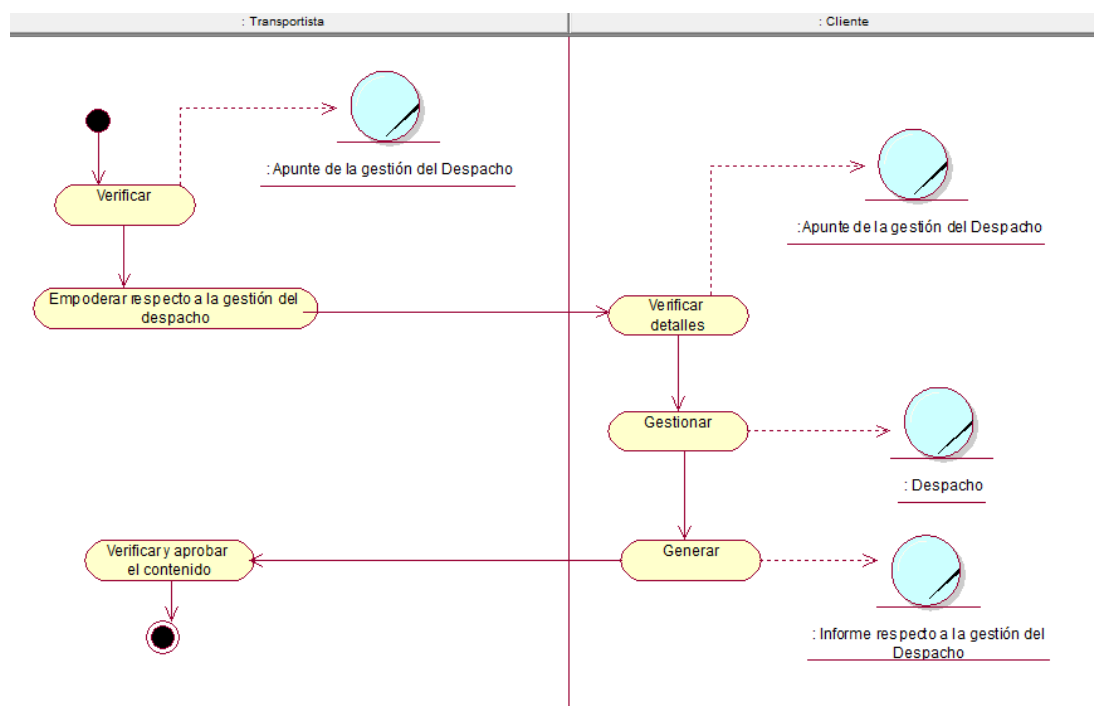 : Transportista
: Cliente
: Apunte de la gestión del Despacho
Verificar
:Apunte de la gestión del Despacho
Empoderar respecto a la gestión del
despacho
Verificar
detalles
Gestionar
: Despacho
Verificar y aprobar
el contenido
Generar
: Informe respecto a la gestión del
Despacho